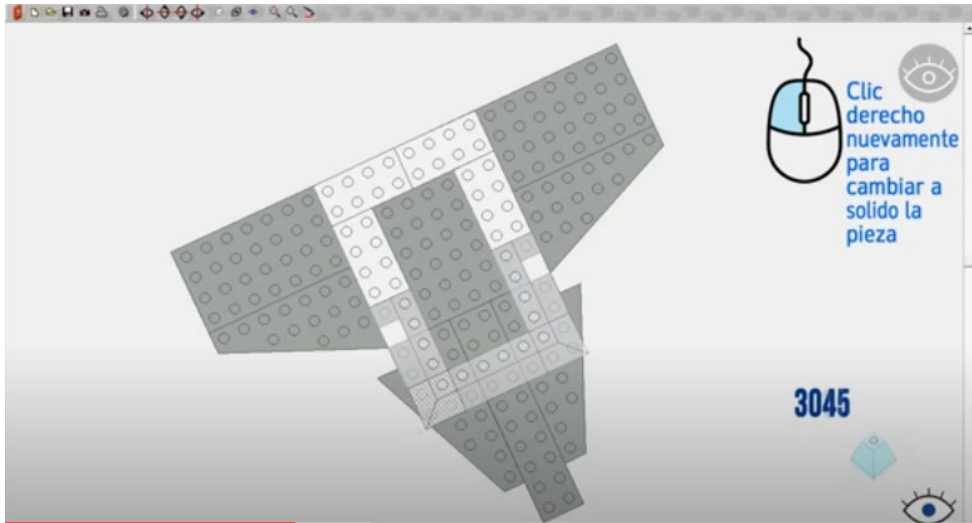 Clic
derecho
nuevamente
para
cambiar a
solido la
pieza
3045